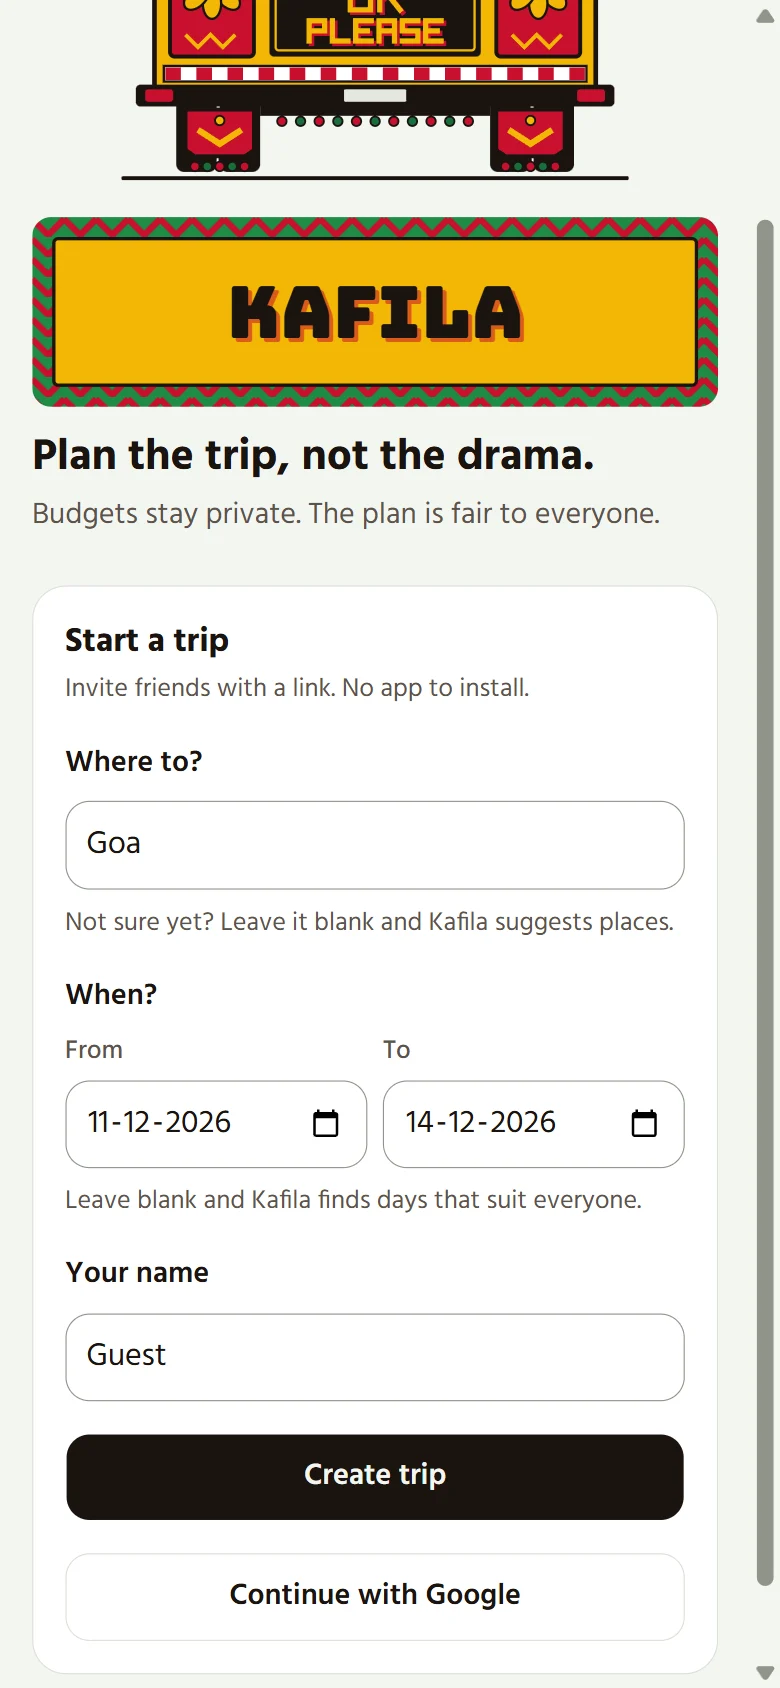 OK
PLEASE
KAFILA
Plan the trip, not the drama.
Budgets stay private. The plan is fair to everyone.
Start a trip
Invite friends with a link. No app to install.
Where to?
Goa
Not sure yet? Leave it blank and Kafila suggests places.
When?
From To
11-12-2026 14-12-2026
Leave blank and Kafila finds days that suit everyone.
Your name
Guest
Create trip
Continue with Google